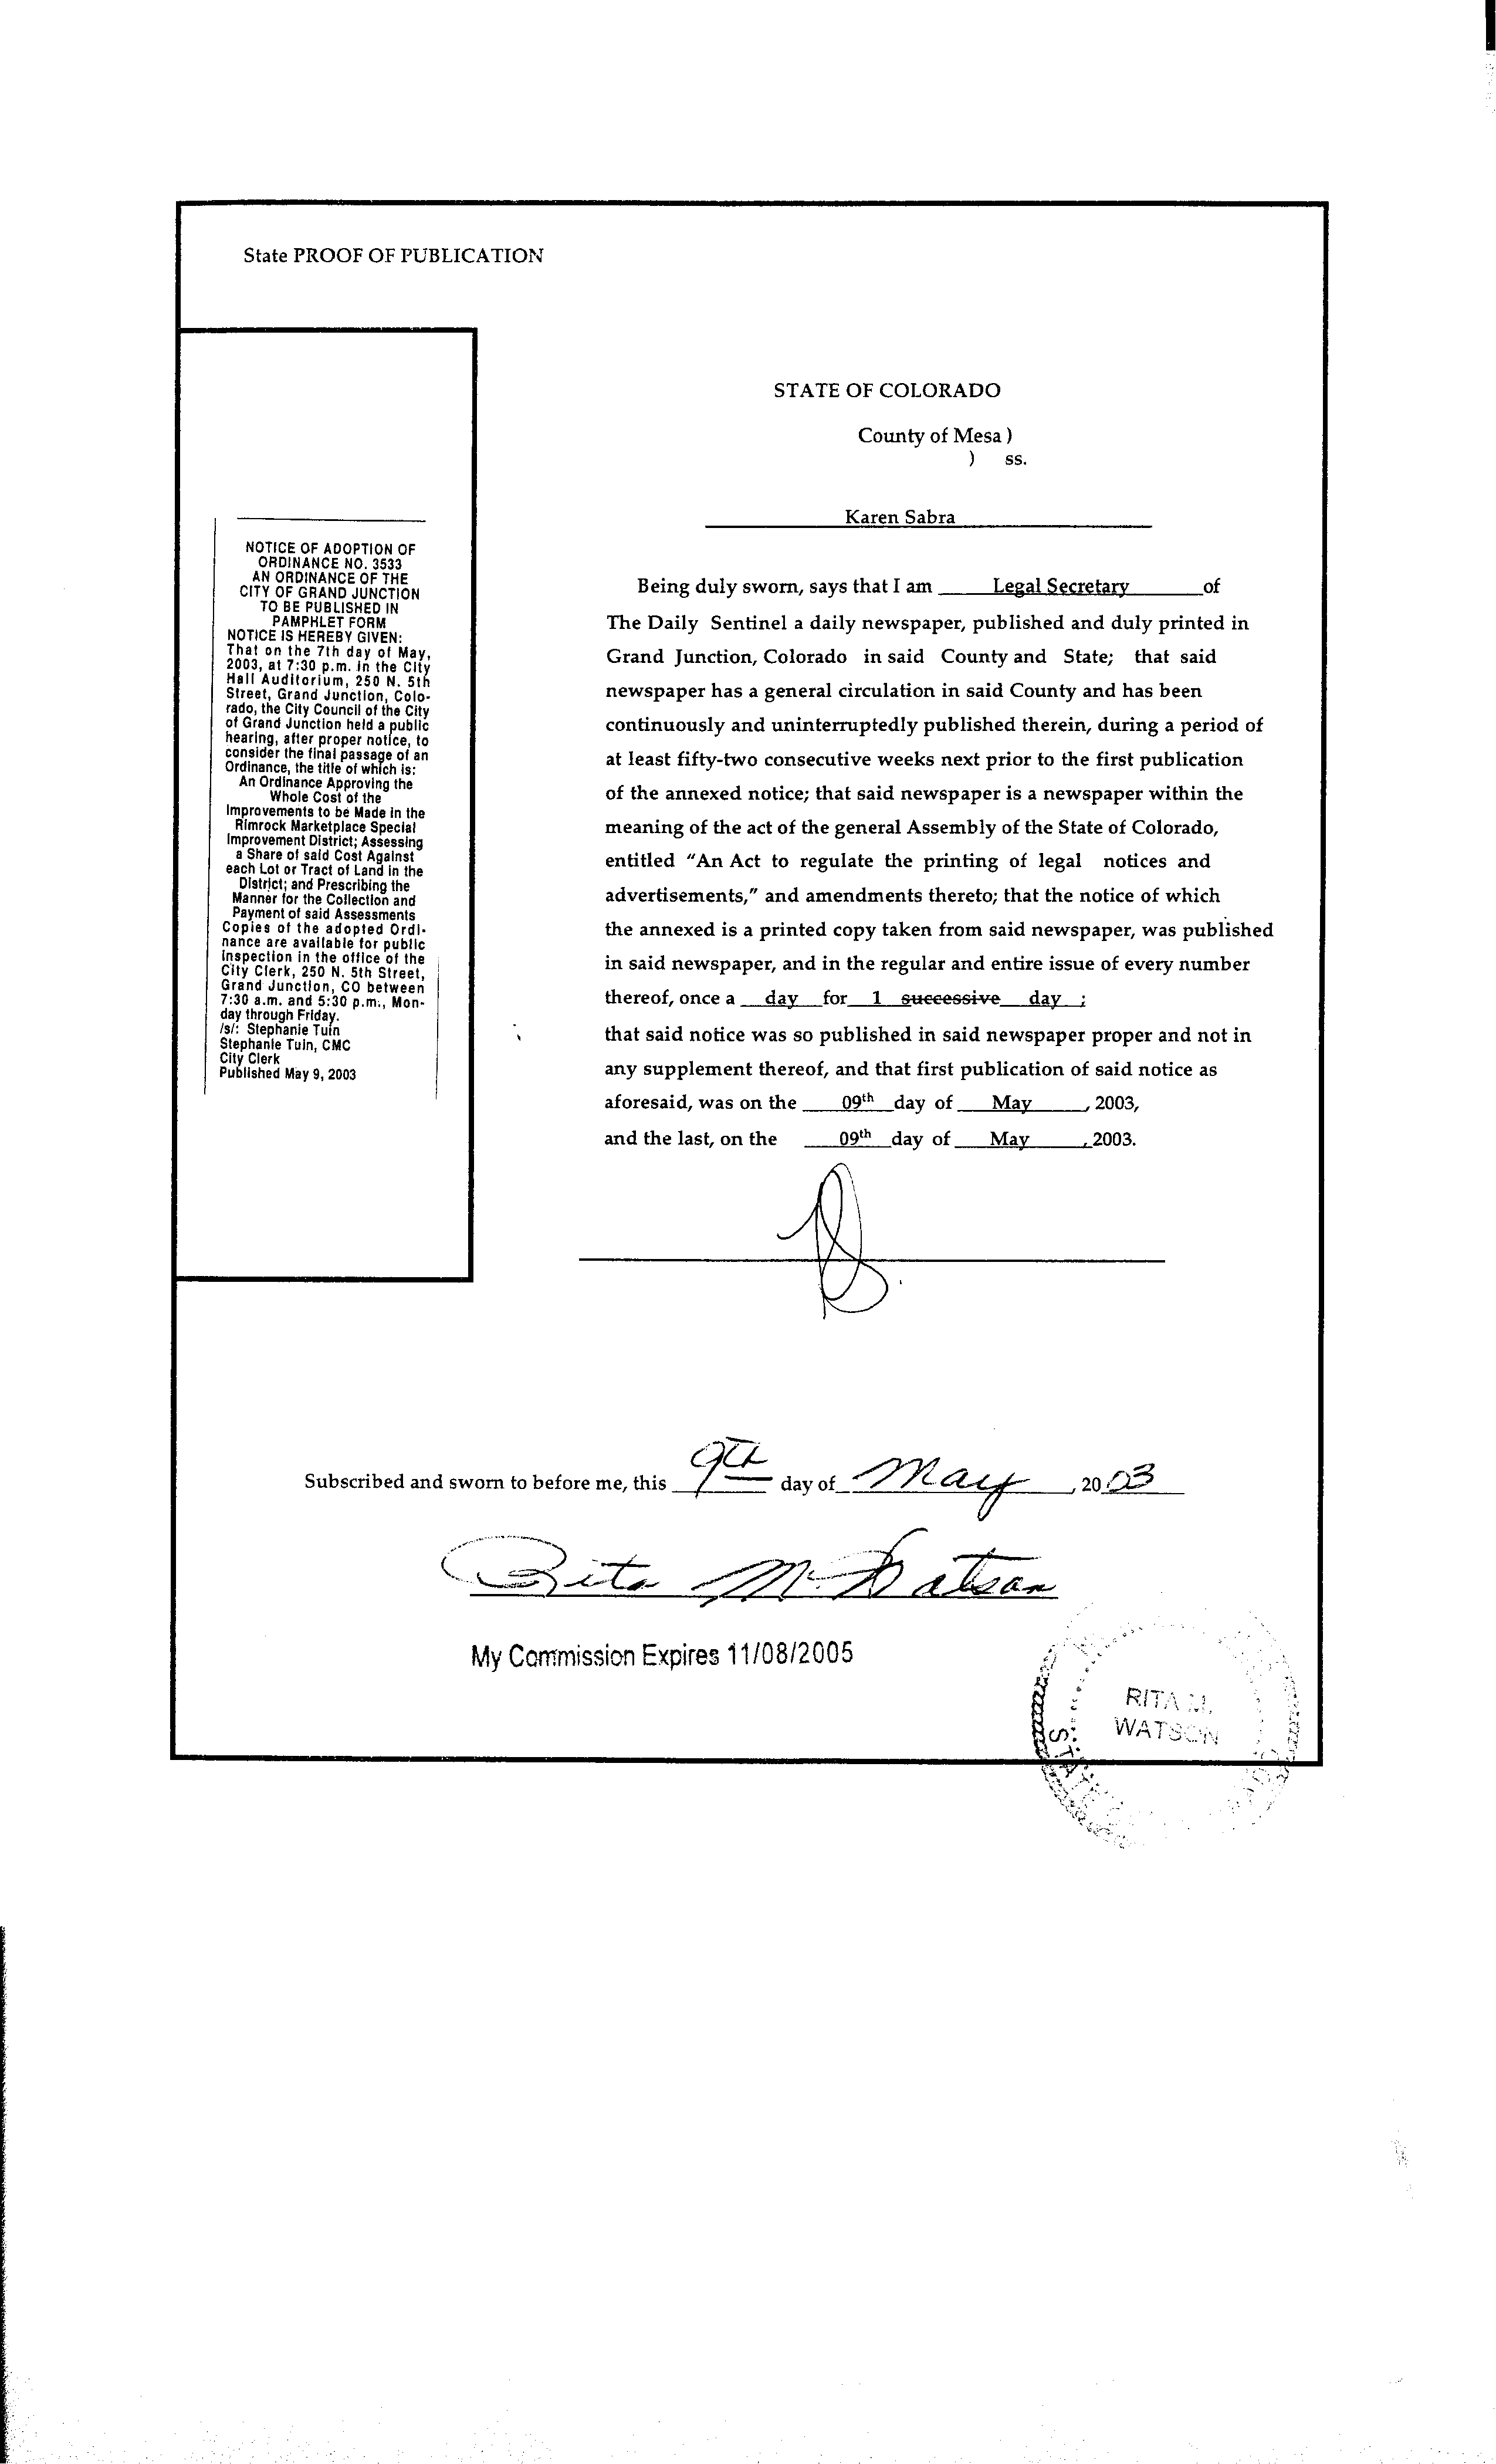 State PROOF OF PUBLICATION
NOTICE OF ADOPTION OF
ORDINANCE NO. 3533
AN ORDINANCE OF THE
CITY OF GRAND JUNCTION
TO BE PUBLISHED IN
PAMPHLET FORM
NOTICE IS HEREBY GIVEN:
That on the 7th day of May,
2003, at 7:30 p.m. in the City
Hall Auditorium, 250 N. 5th
Street, Grand Junction, Colo-
rado, the City Council of the City
of Grand Junction held a public
hearing, after proper notice, to
consider the final passage of an
Ordinance, the title of which is:
An Ordinance Approving the
Whole Cost of the
Improvements to be Made in the
Rimrock Marketplace Special
Improvement District; Assessing
a Share of said Cost Against
each Lot or Tract of Land in the
District; and Prescribing the
Manner for the Collection and
Payment of said Assessments
Copies of the adopted Ordi-
nance are available for public
inspection in the office of the
City Clerk, 250 N. 5th Street,
Grand Junction, CO between
7:30 a.m. and 5:30 p.m., Mon-
day through Friday.
/s/: Stephanie Tuin
Stephanie Tuin, CMC
City Clerk
Published May 9, 2003
STATE OF COLORADO
County of Mesa )
) ss.
Karen Sabra
Being duly sworn, says that I am Legal Secretary of
The Daily Sentinel a daily newspaper, published and duly printed in
Grand Junction, Colorado in said County and State; that said
newspaper has a general circulation in said County and has been
continuously and uninterruptedly published therein, during a period of
at least fifty-two consecutive weeks next prior to the first publication
of the annexed notice; that said newspaper is a newspaper within the
meaning of the act of the general Assembly of the State of Colorado,
entitled “An Act to regulate the printing of legal notices and
advertisements,” and amendments thereto; that the notice of which
the annexed is a printed copy taken from said newspaper, was published
in said newspaper, and in the regular and entire issue of every number
thereof, once a day for 1 successive day ;
that said notice was so published in said newspaper proper and not in
any supplement thereof, and that first publication of said notice as
aforesaid, was on the 09th day of May , 2003,
and the last, on the 09th day of May , 2003.
Subscribed and sworn to before me, this 9th day of May , 2003
Rita M. Watson
My Commission Expires 11/08/2005
RITA M.
WATSON